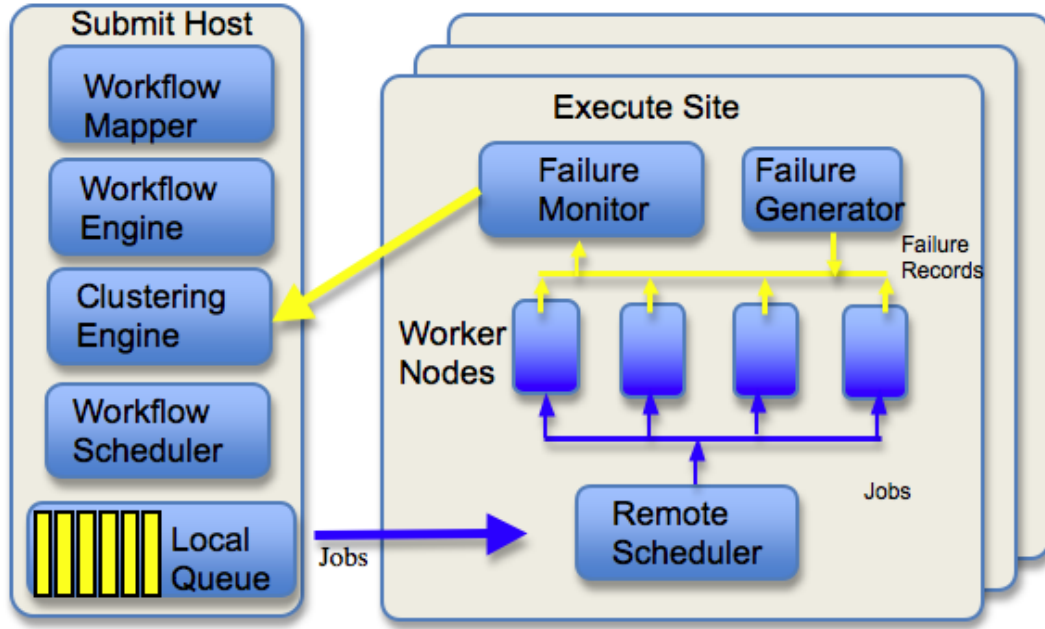 Submit Host
Workflow
Mapper
Workflow
Engine
Clustering
Engine
Workflow
Scheduler
Local
Queue
Jobs
Execute Site
Failure
Monitor
Failure
Generator
Failure
Records
Worker
Nodes
Jobs
Remote
Scheduler